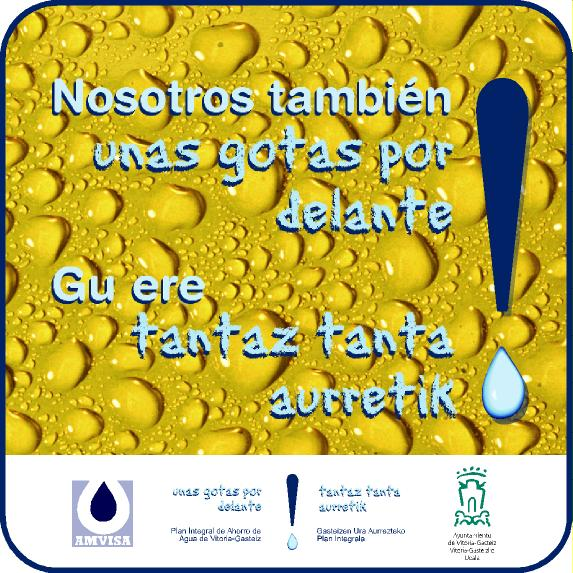 Nosotros también
unas gotas por
delante
Gu ere
tantaz tanta
aurretik
AMVISA
unas gotas por
delante
Plan Integral de Ahorro de
Agua de Vitoria-Gasteiz
tantaz tanta
aurretik
Gasteizen Ura Aurrezteko
Plan Integrala
Ayuntamiento
de Vitoria-Gasteiz
Vitoria-Gasteizko
Udala